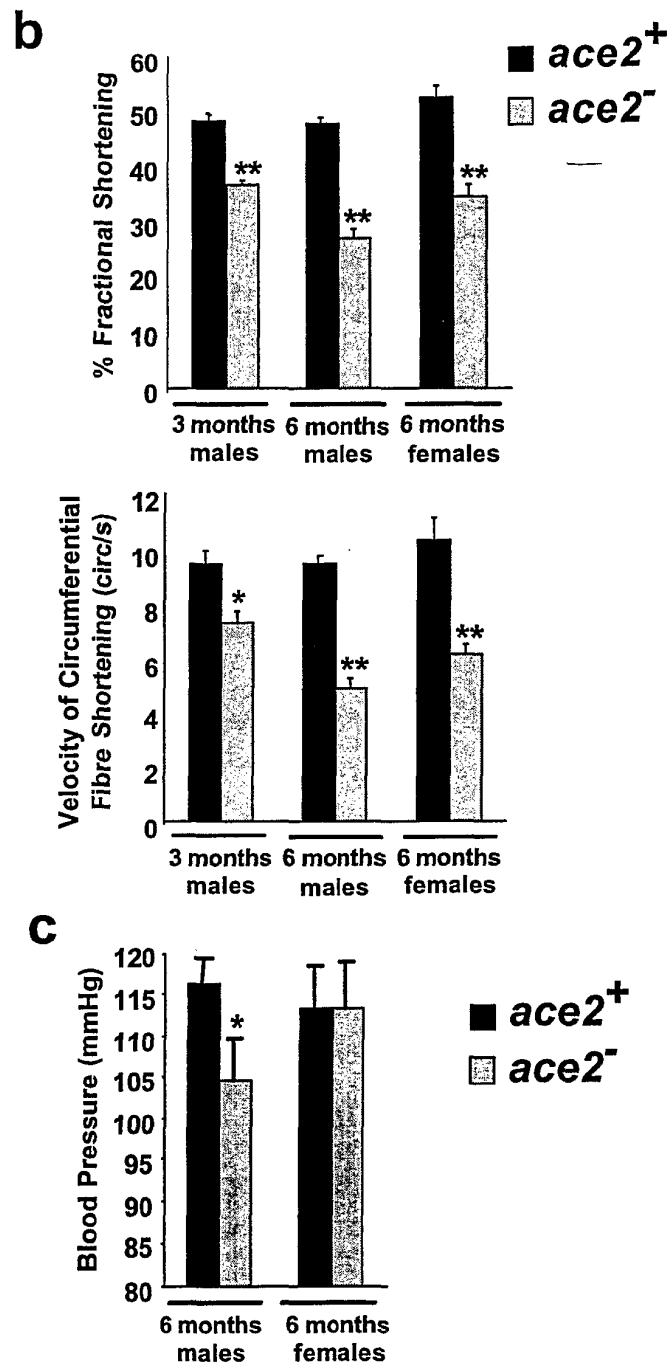 b
ace2+
ace2-
% Fractional Shortening
60
50
40
30
20
10
0
**
**
**
3 months males
6 months males
6 months females
Velocity of Circumferential
Fibre Shortening (circ/s)
12
10
8
6
4
2
0
*
**
**
3 months males
6 months males
6 months females
c
ace2+
ace2-
Blood Pressure (mmHg)
120
115
110
105
100
95
90
85
80
*
6 months males
6 months females